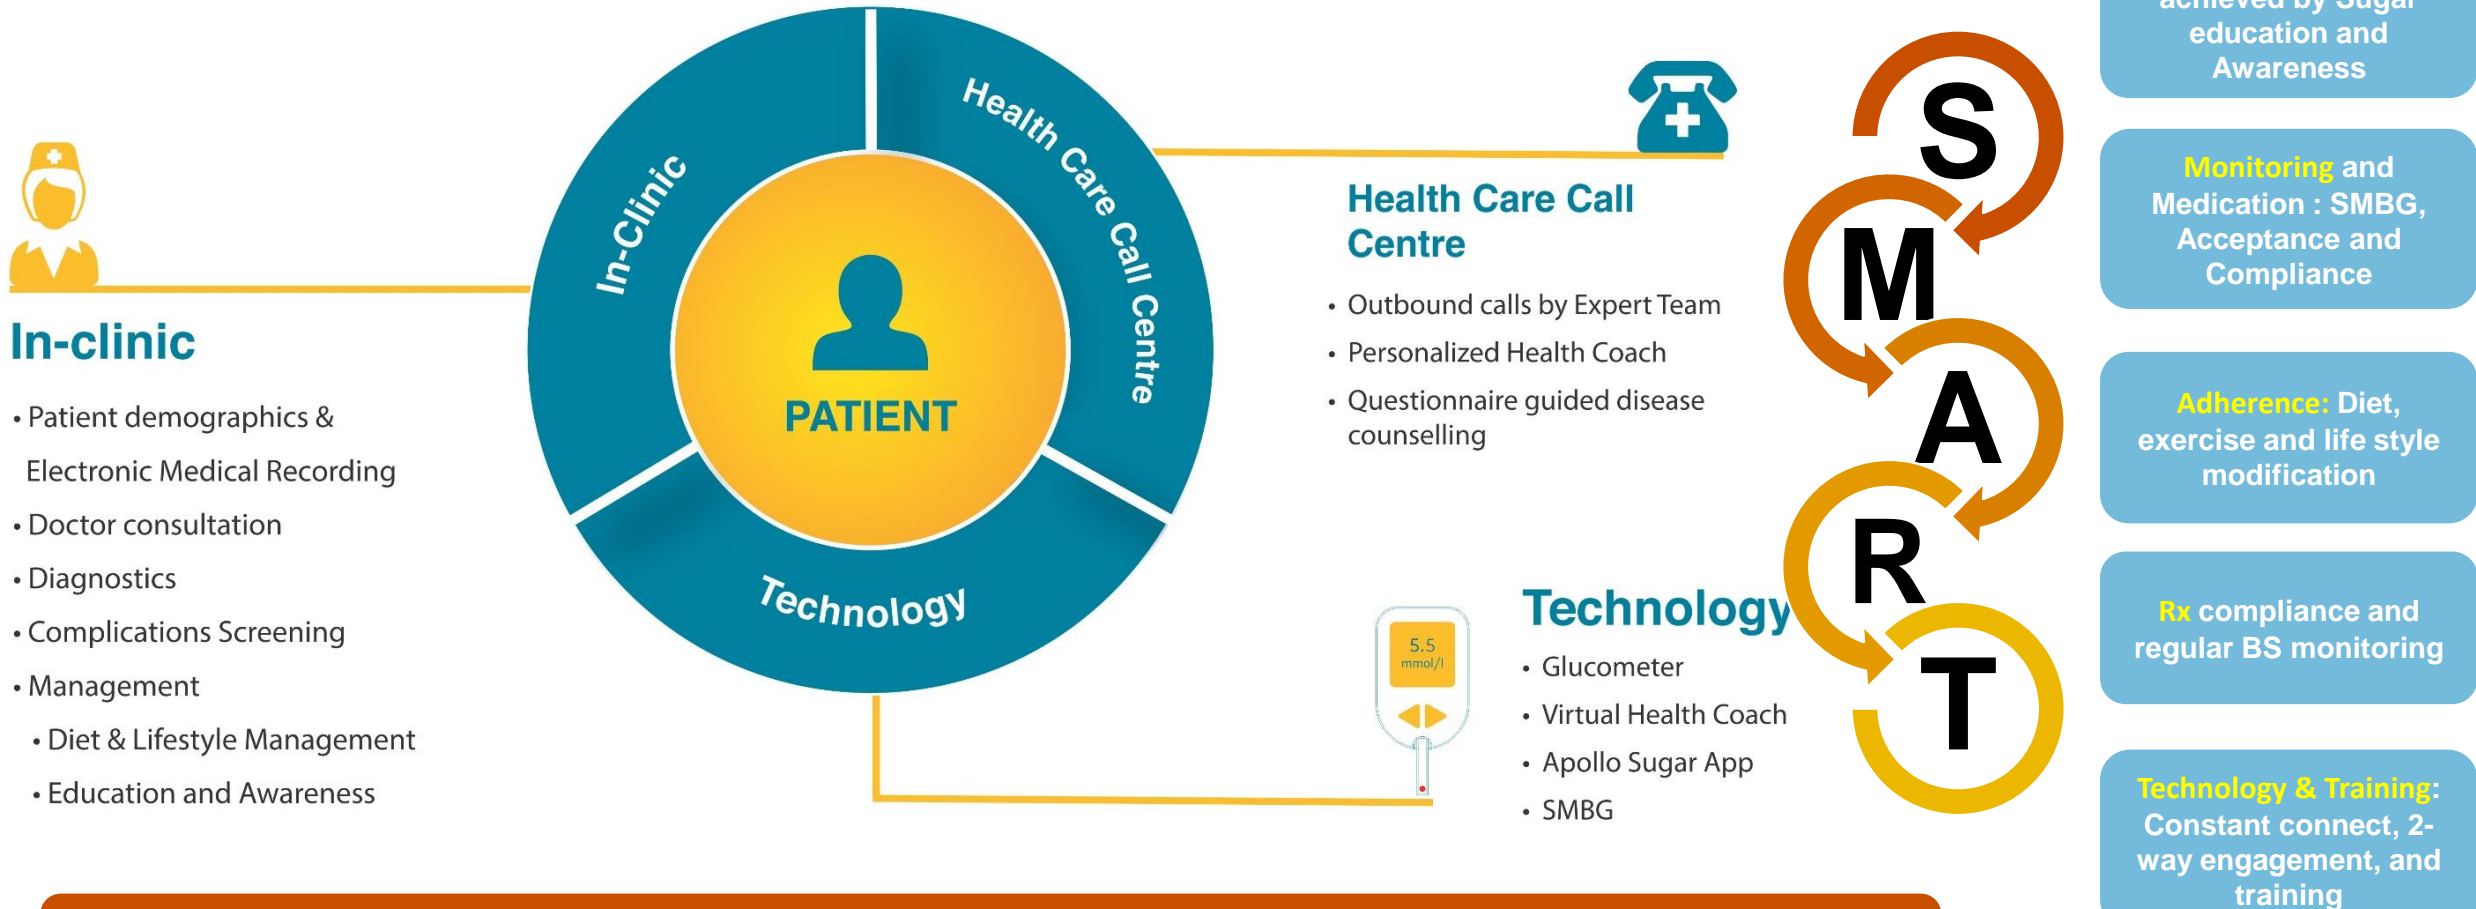 In-clinic
• Patient demographics &
Electronic Medical Recording
• Doctor consultation
• Diagnostics
• Complications Screening
• Management
• Diet & Lifestyle Management
• Education and Awareness
In-Clinic
Health Care Call Centre
Technology
PATIENT
Health Care Call
Centre
• Outbound calls by Expert Team
• Personalized Health Coach
• Questionnaire guided disease
counselling
5.5
mmol/l
Technology
• Glucometer
• Virtual Health Coach
• Apollo Sugar App
• SMBG
S
M
A
R
T
achieved by Sugar
education and
Awareness
Monitoring and
Medication : SMBG,
Acceptance and
Compliance
Adherence: Diet,
exercise and life style
modification
Rx compliance and
regular BS monitoring
Technology & Training:
Constant connect, 2-
way engagement, and
training